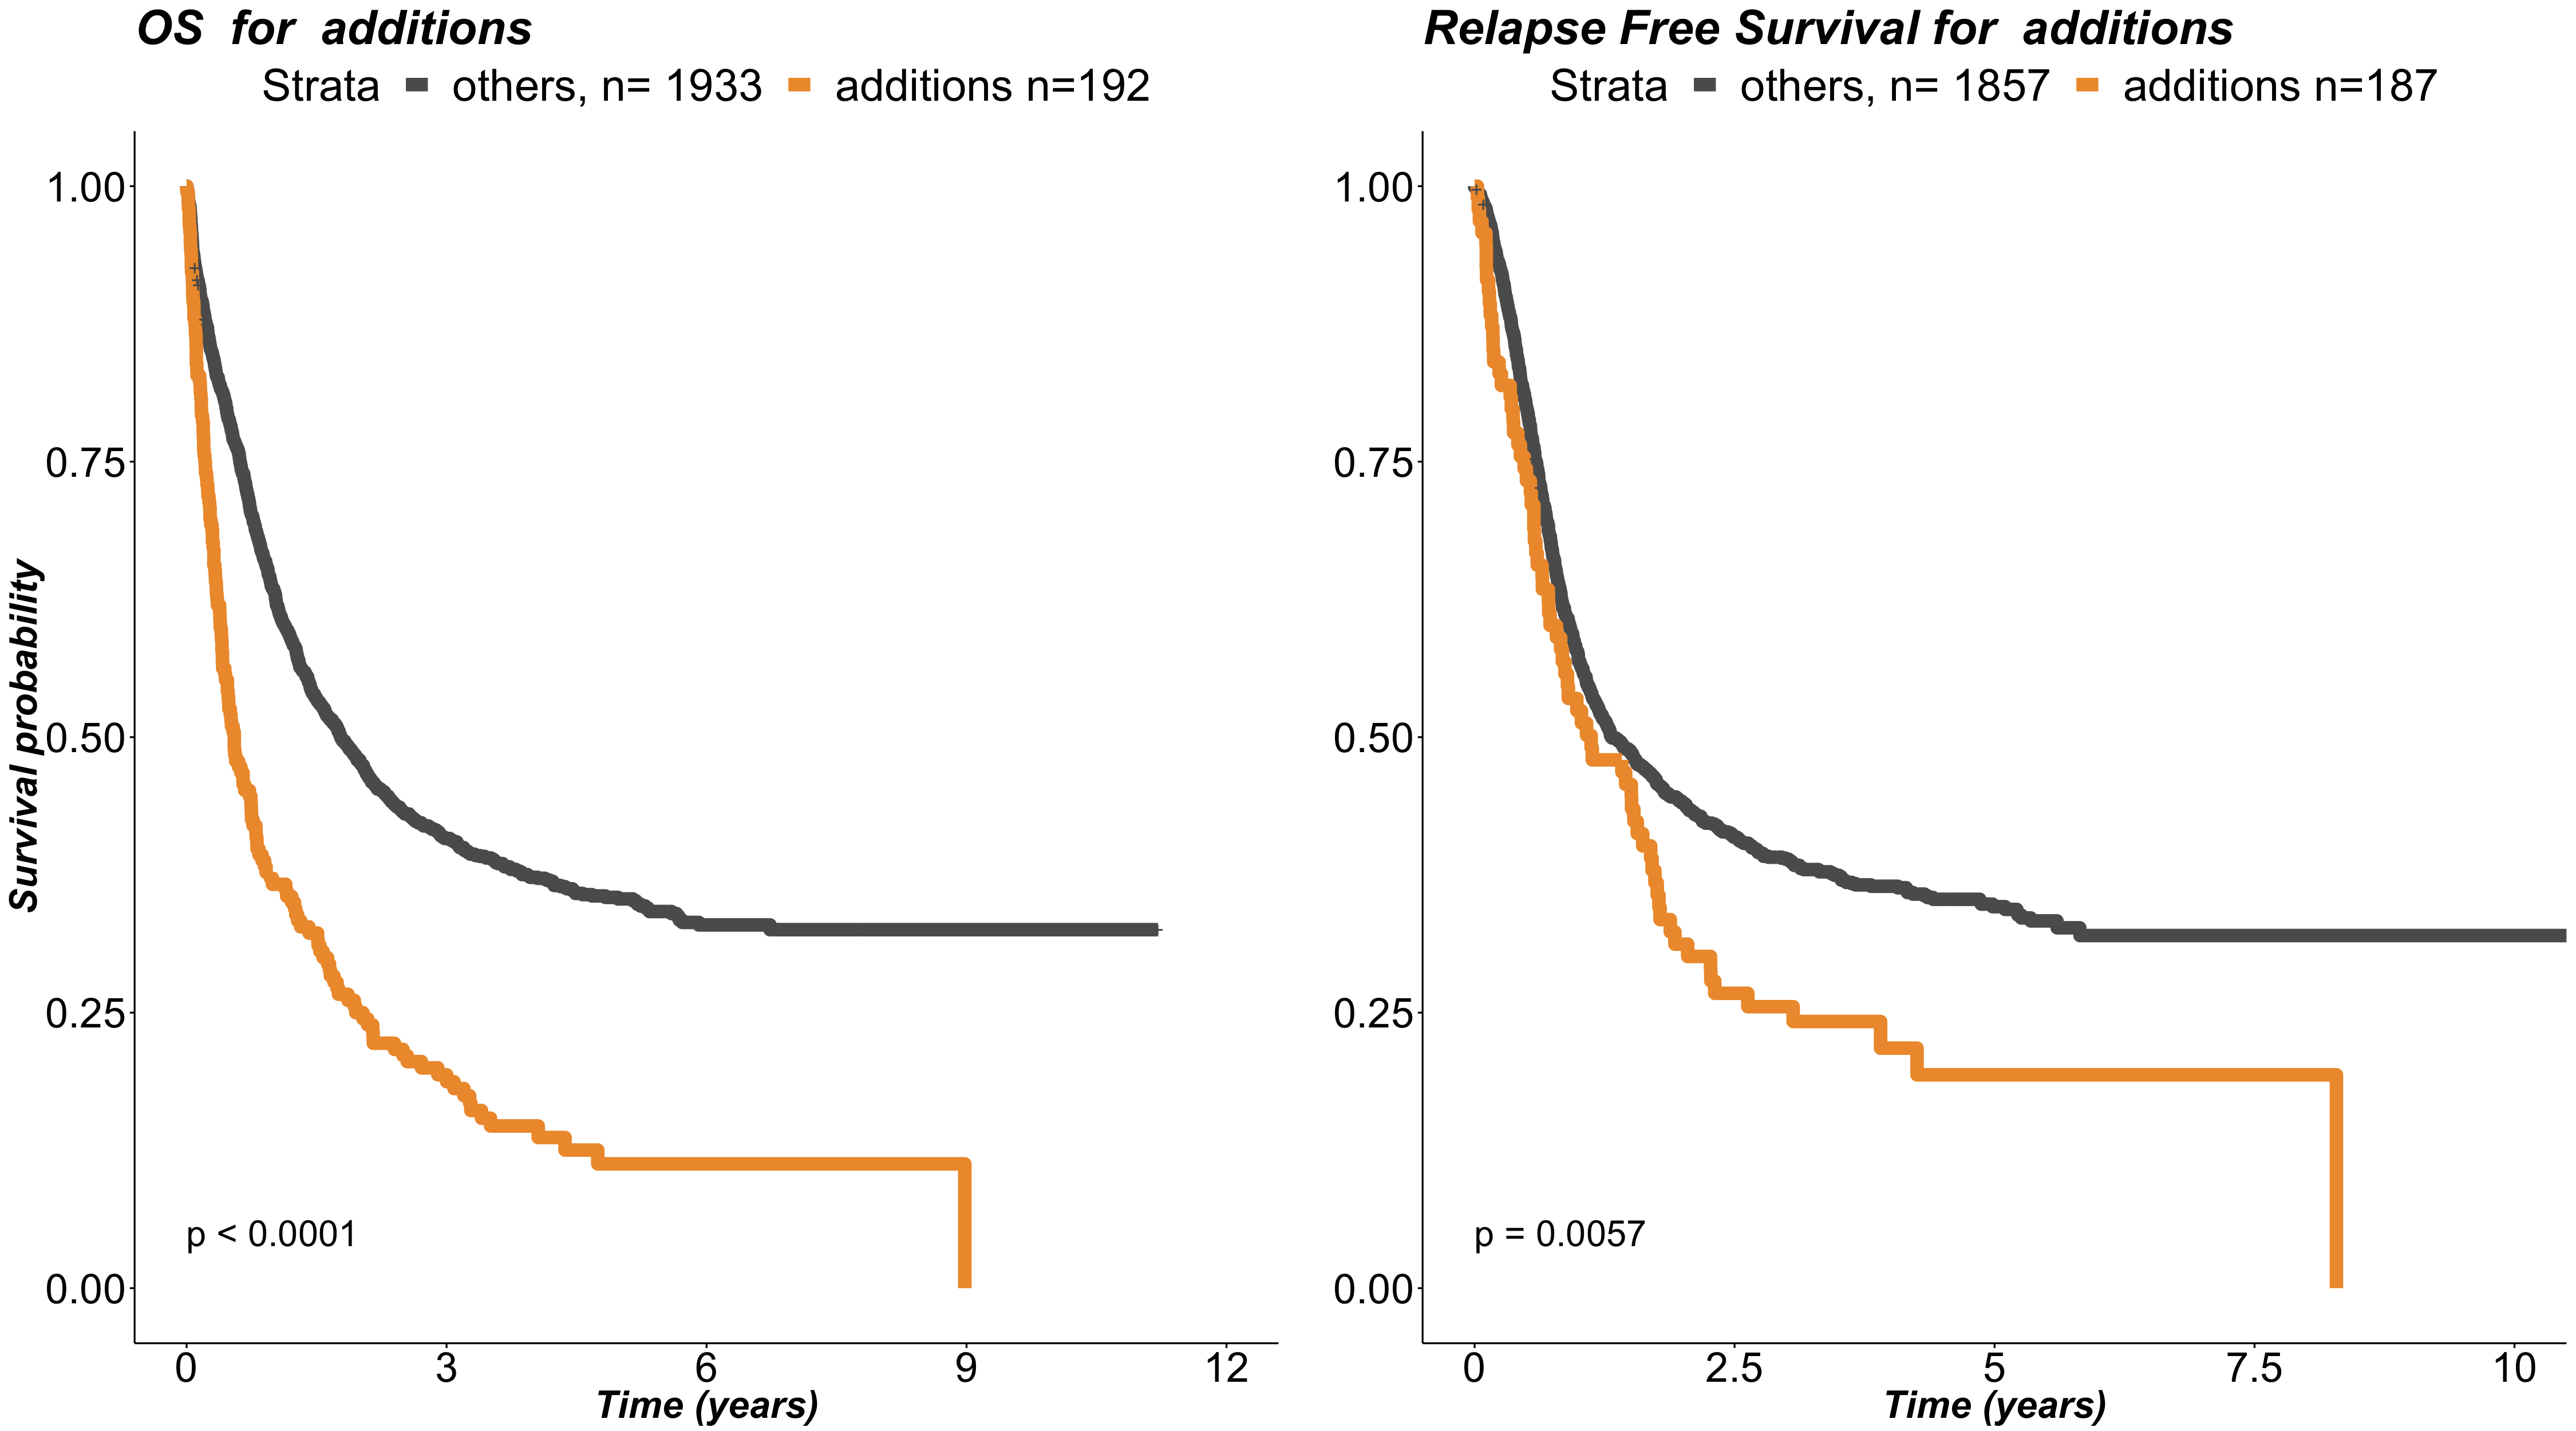 OS  for  additions
Strata others, n= 1933 additions n=192
Survival probability
1.00
0.75
0.50
0.25
0.00
p < 0.0001
0 3 6 9 12
Time (years)
Relapse Free Survival for  additions
Strata others, n= 1857 additions n=187
1.00
0.75
0.50
0.25
0.00
p = 0.0057
0 2.5 5 7.5 10
Time (years)